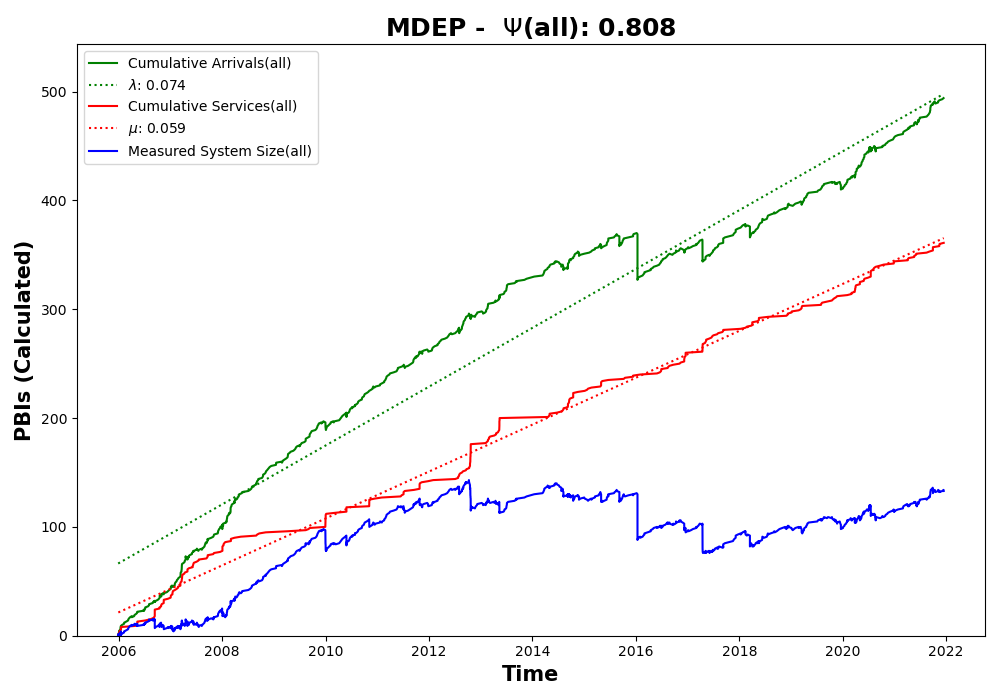 MDEP -  Ψ(all): 0.808
Cumulative Arrivals(all)
λ: 0.074
Cumulative Services(all)
μ: 0.059
Measured System Size(all)
PBIs (Calculated)
500
400
300
200
100
0
2006 2008 2010 2012 2014 2016 2018 2020 2022
Time